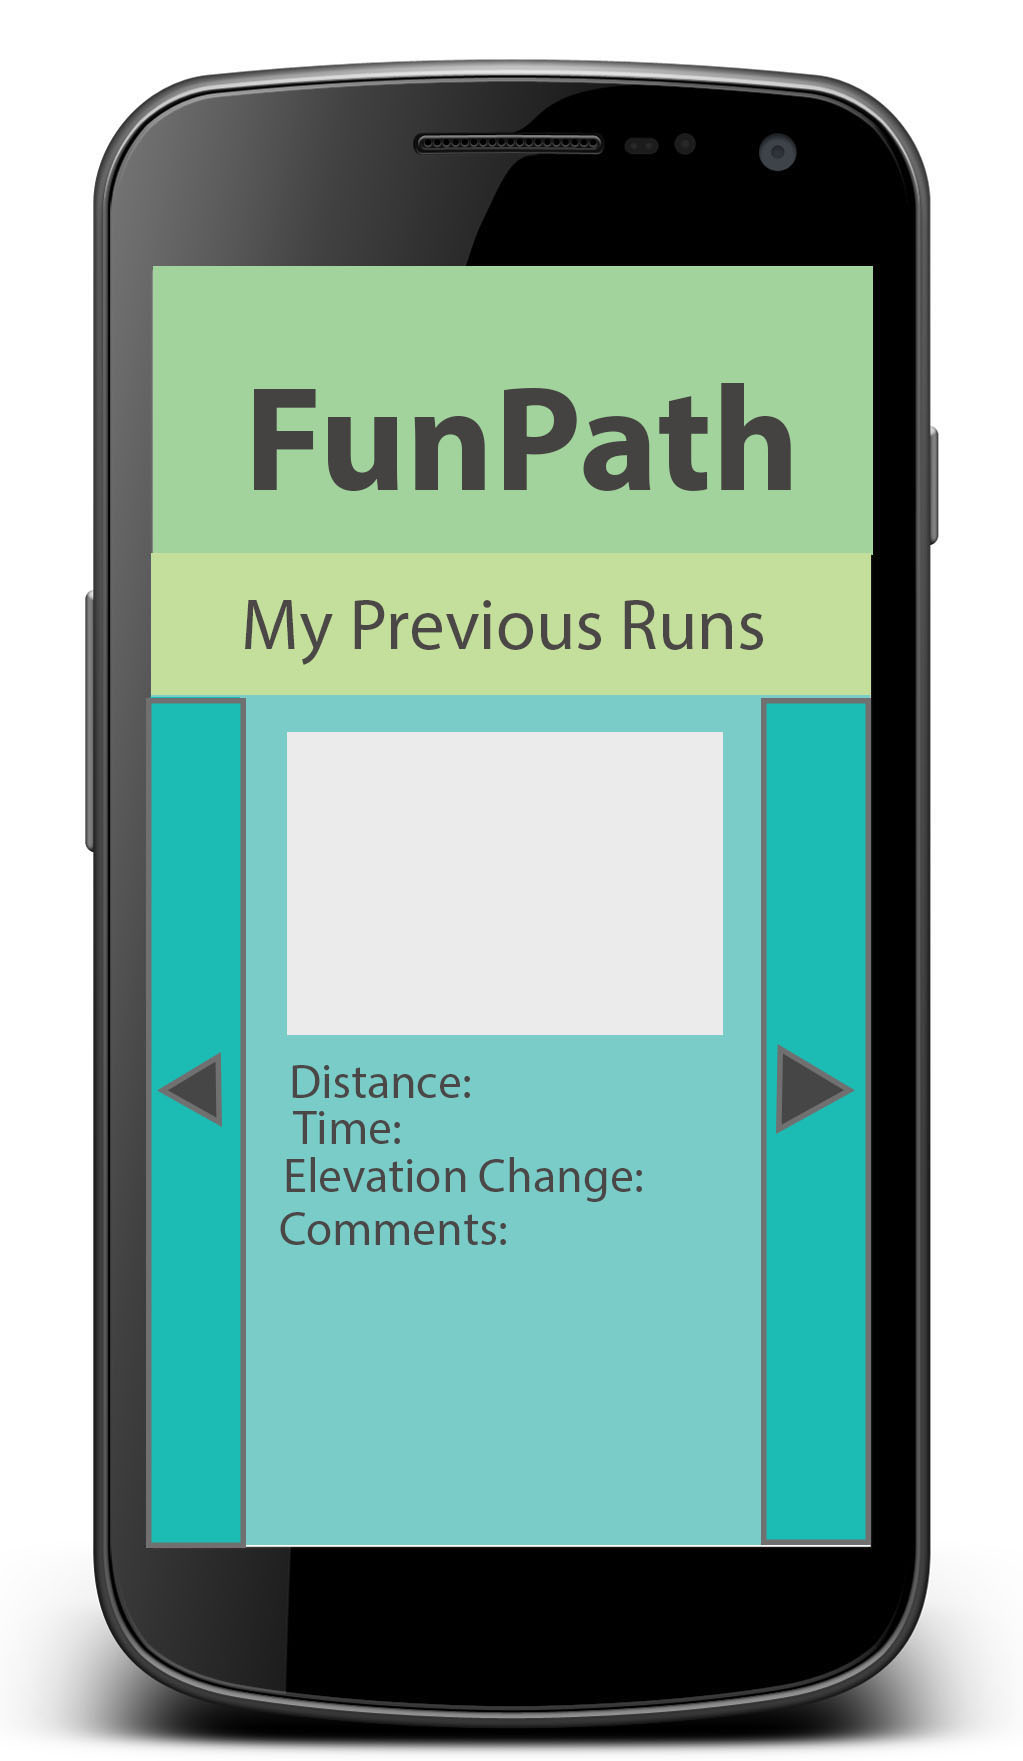 FunPath
My Previous Runs
Distance:
Time:
Elevation Change:
Comments: